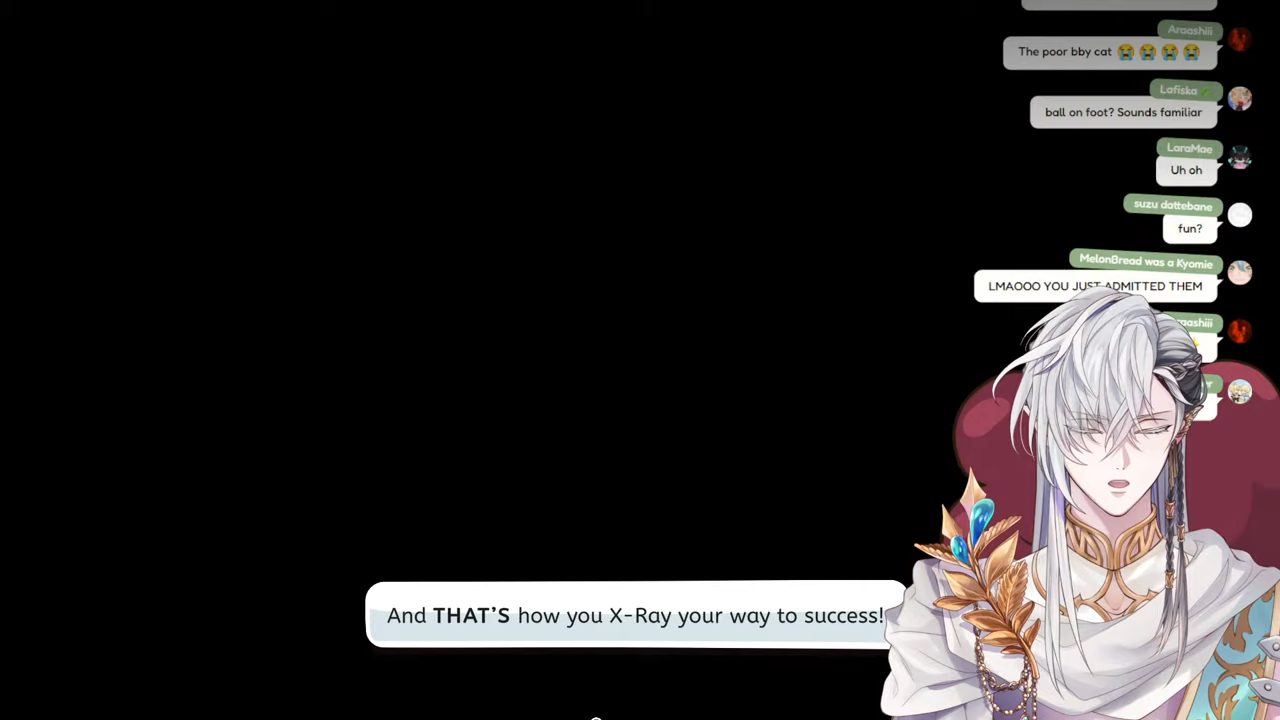 Araashiii
The poor bby cat 😭 😭 😭 😭
Lafiska
ball on foot? Sounds familiar
LaraMae
Uh oh
suzu dattebane
fun?
MelonBread was a Kyomie
LMAOOO YOU JUST ADMITTED THEM
And THAT'S how you X-Ray your way to success!